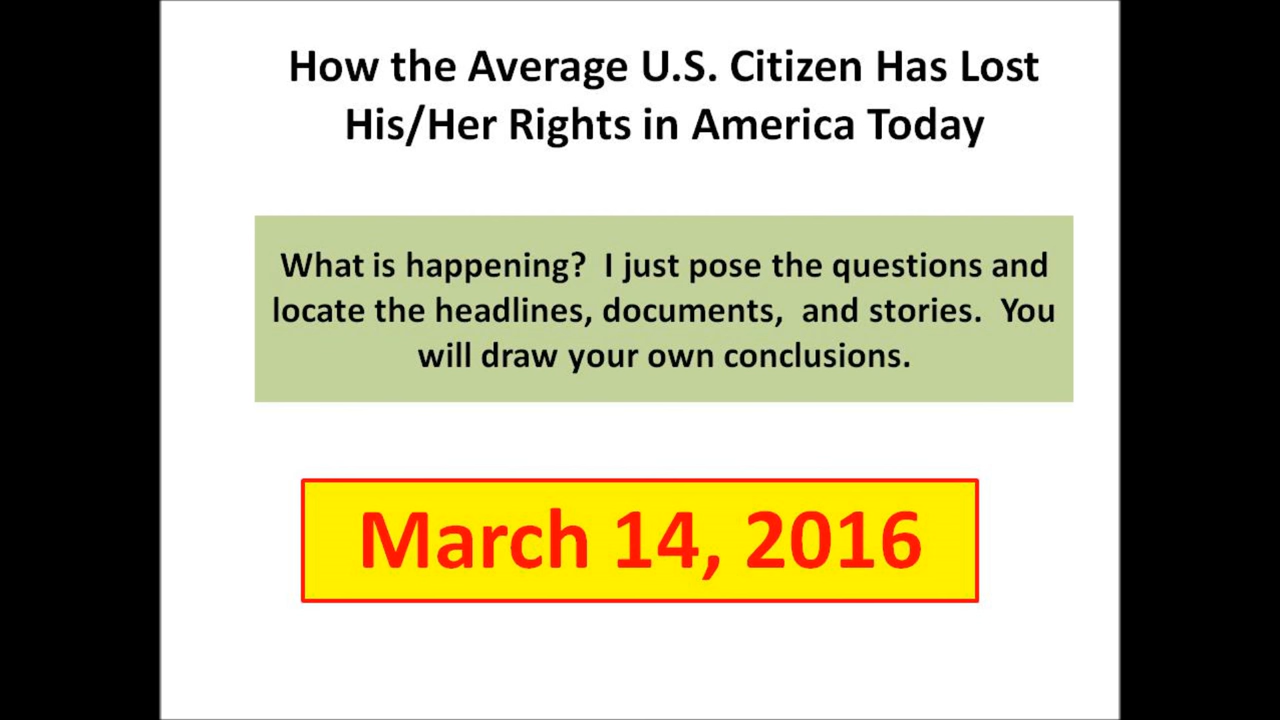 How the Average U.S. Citizen Has Lost
His/Her Rights in America Today
What is happening?  I just pose the questions and
locate the headlines, documents,  and stories.  You
will draw your own conclusions.
March 14, 2016